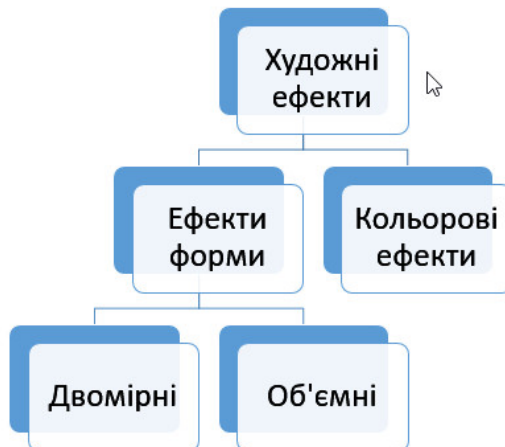 Художні
ефекти
Ефекти
форми
Кольорові
ефекти
Двомірні
Об'ємні